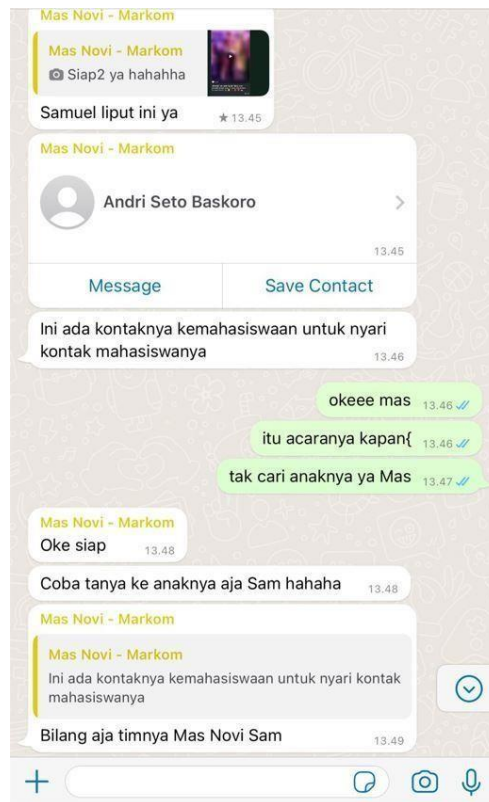 Mas Novi - Markom
Mas Novi - Markom
Siap2 ya hahahha
Samuel liput ini ya
★ 13.45
Mas Novi - Markom
Andri Seto Baskoro
13.45
Message
Save Contact
Ini ada kontaknya kemahasiswaan untuk nyari
kontak mahasiswanya
13.46
okeee mas 13.46
itu acaranya kapan{ 13.46
tak cari anaknya ya Mas 13.47
Mas Novi - Markom
Oke siap 13.48
Coba tanya ke anaknya aja Sam hahaha 13.48
Mas Novi - Markom
Mas Novi - Markom
Ini ada kontaknya kemahasiswaan untuk nyari kontak
mahasiswanya
Bilang aja timnya Mas Novi Sam 13.49